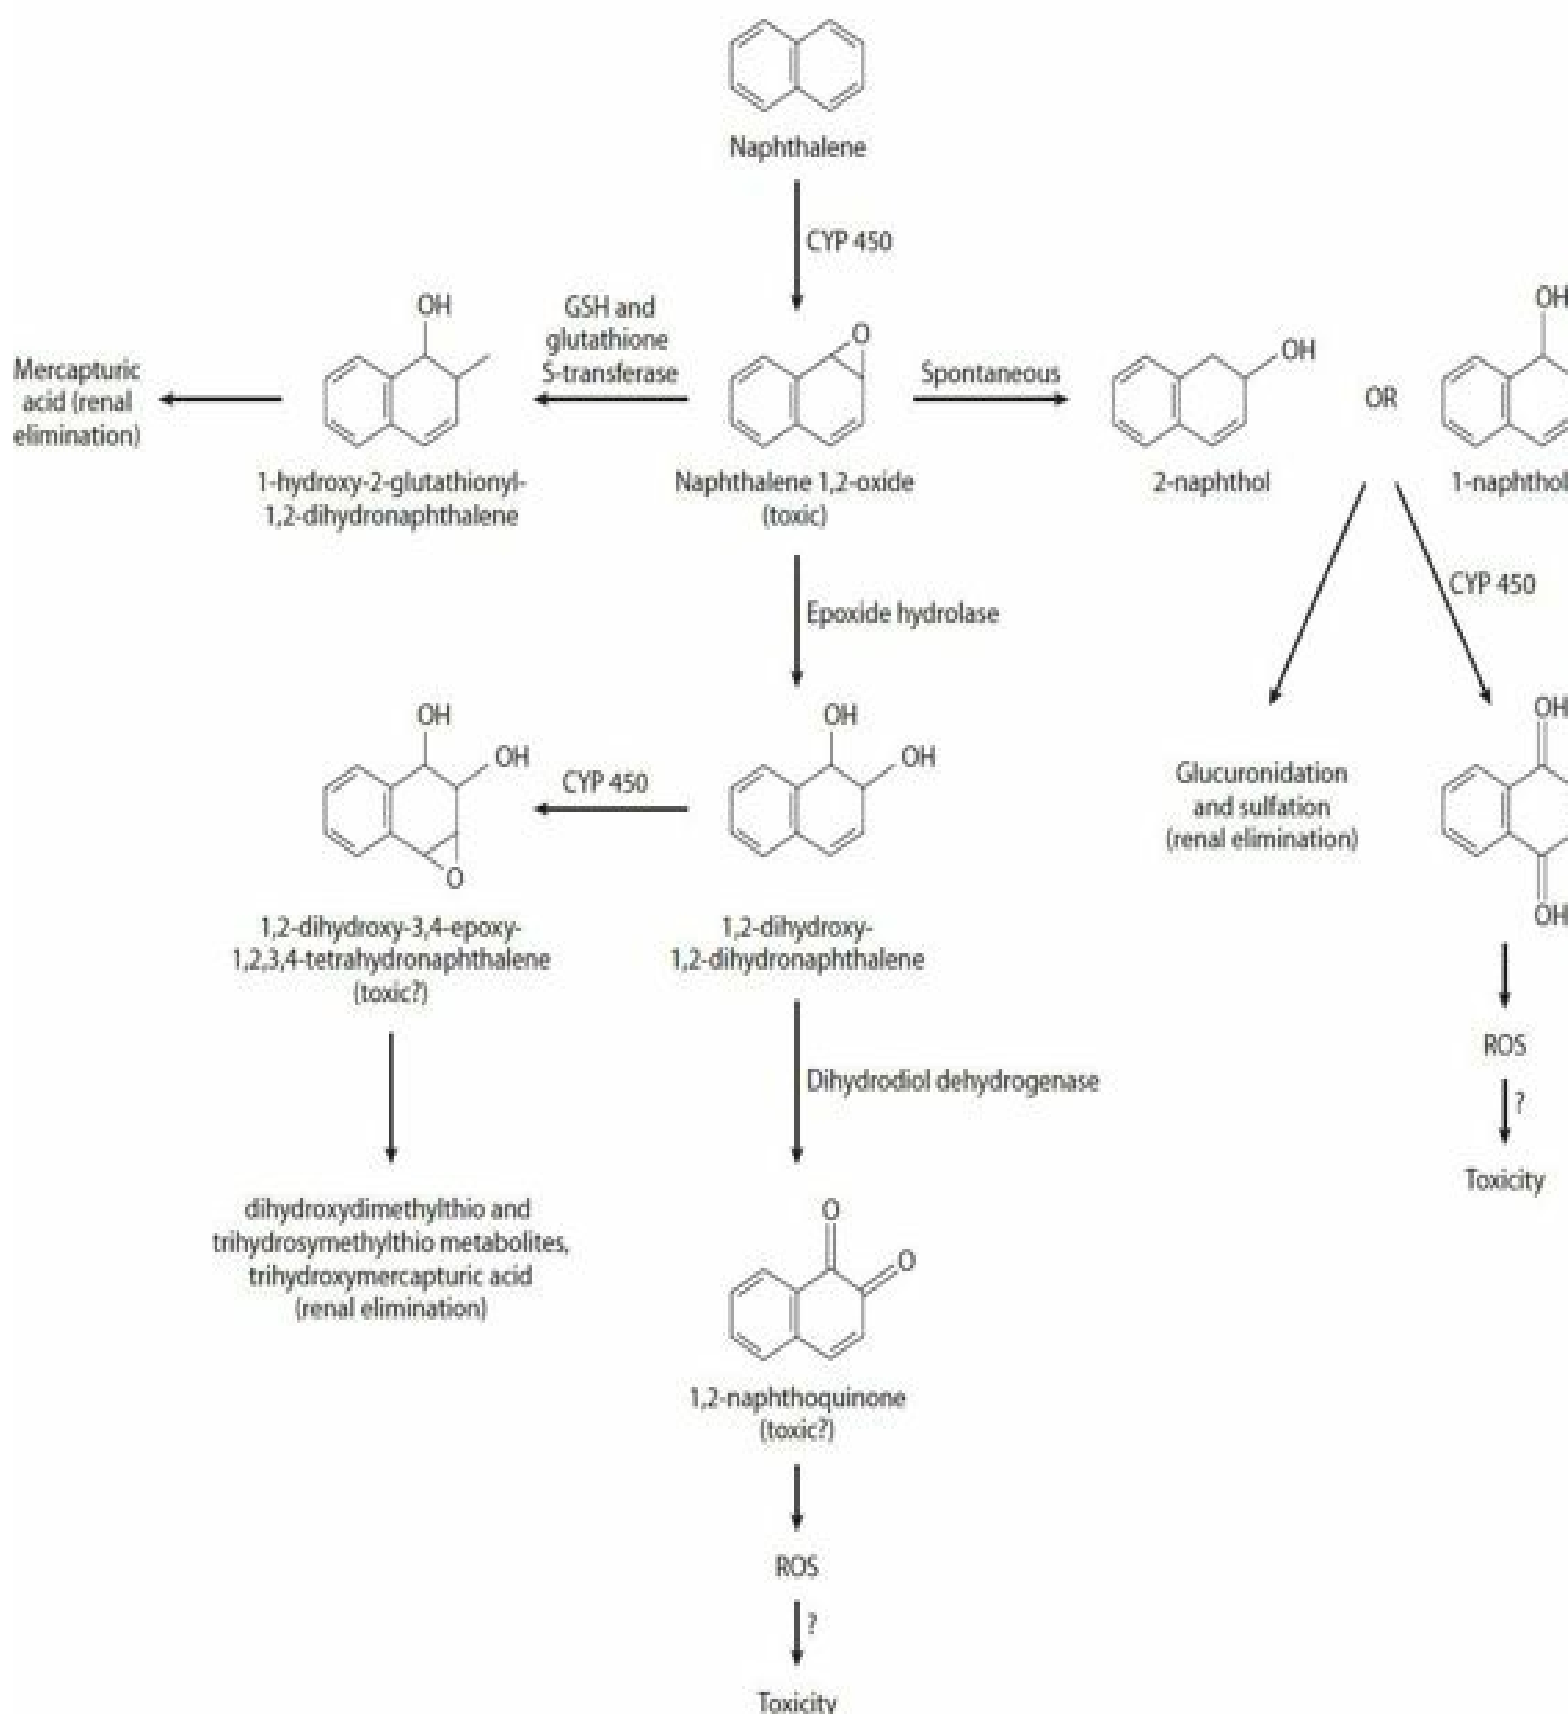 Naphthalene
CYP 450
OH
GSH and
glutathione
S-transferase
O
Spontaneous
OH
OR
OH
Mercapturic
acid (renal
elimination)
1-hydroxy-2-glutathionyl-
1,2-dihydronaphthalene
Naphthalene 1,2-oxide
(toxic)
2-naphthol
1-naphthol
CYP 450
Epoxide hydrolase
OH
OH
CYP 450
OH
OH
O
OH
OH
Glucuronidation
and sulfation
(renal elimination)
1,2-dihydroxy-3,4-epoxy-
1,2,3,4-tetrahydronaphthalene
(toxic?)
1,2-dihydroxy-
1,2-dihydronaphthalene
ROS
?
Toxicity
Dihydrodiol dehydrogenase
dihydroxydimethylthio and
trihydrosymethylthio metabolites,
trihydroxymercapturic acid
(renal elimination)
O
O
1,2-naphthoquinone
(toxic?)
ROS
?
Toxicity